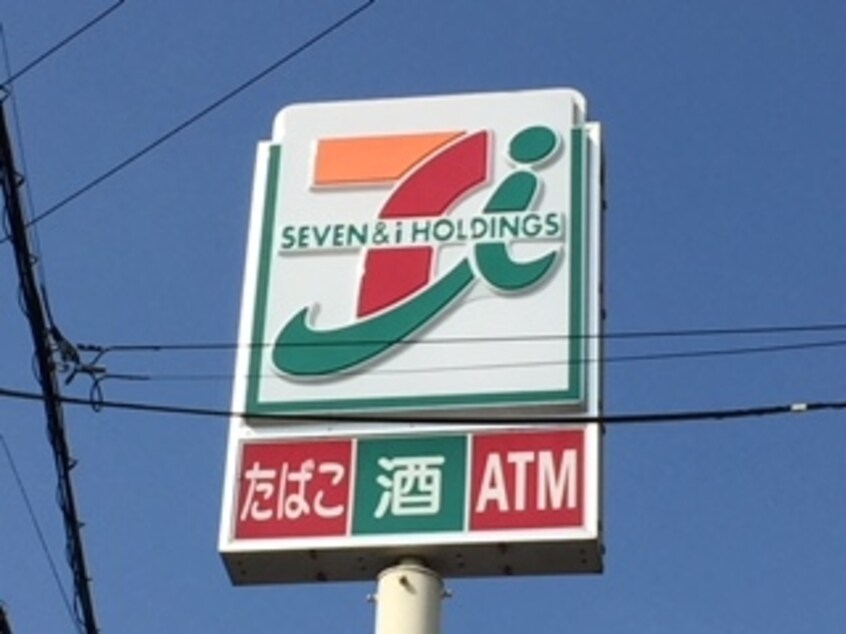 SEVEN&i HOLDINGS
たばこ 酒 ATM